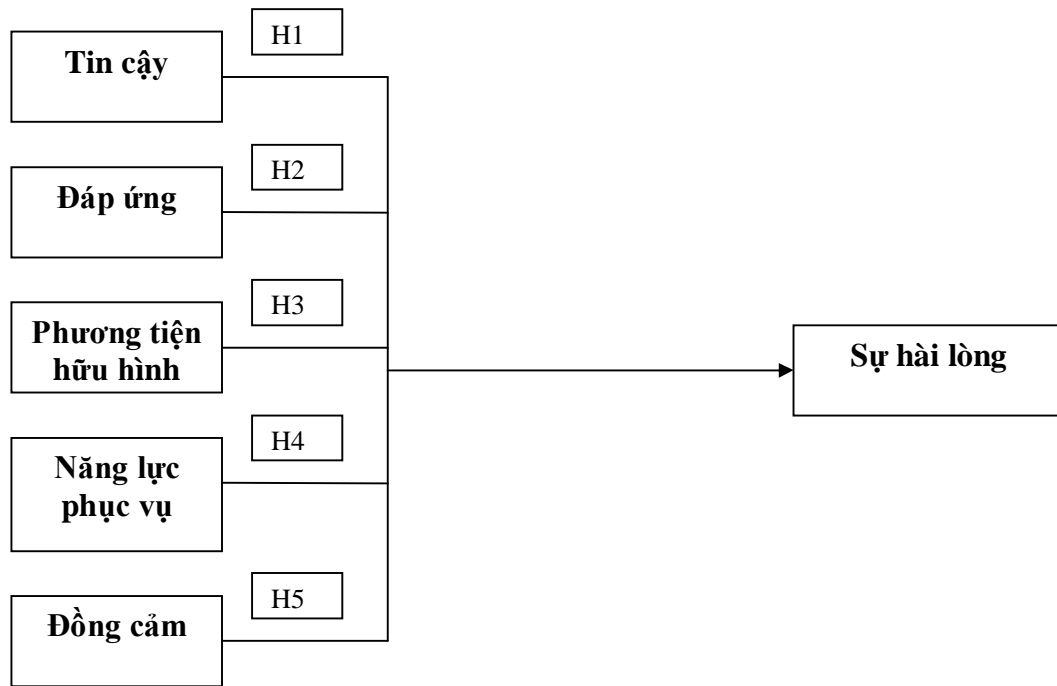 H1
Tin cậy
H2
Đáp ứng
H3
Phương tiện
hữu hình
Sự hài lòng
H4
Năng lực
phục vụ
H5
Đồng cảm